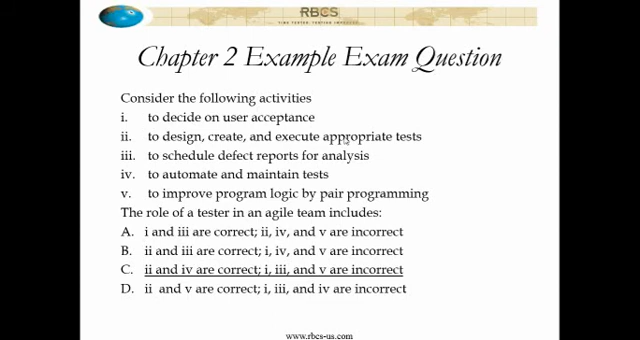 RBCS
Chapter 2 Example Exam Question
Consider the following activities
i. to decide on user acceptance
ii. to design, create, and execute appropriate tests
iii. to schedule defect reports for analysis
iv. to automate and maintain tests
v. to improve program logic by pair programming
The role of a tester in an agile team includes:
A. i and iii are correct; ii, iv, and v are incorrect
B. ii and iii are correct; i, iv, and v are incorrect
C. ii and iv are correct; i, iii, and v are incorrect
D. ii and v are correct; i, iii, and iv are incorrect
www.rbcs-us.com